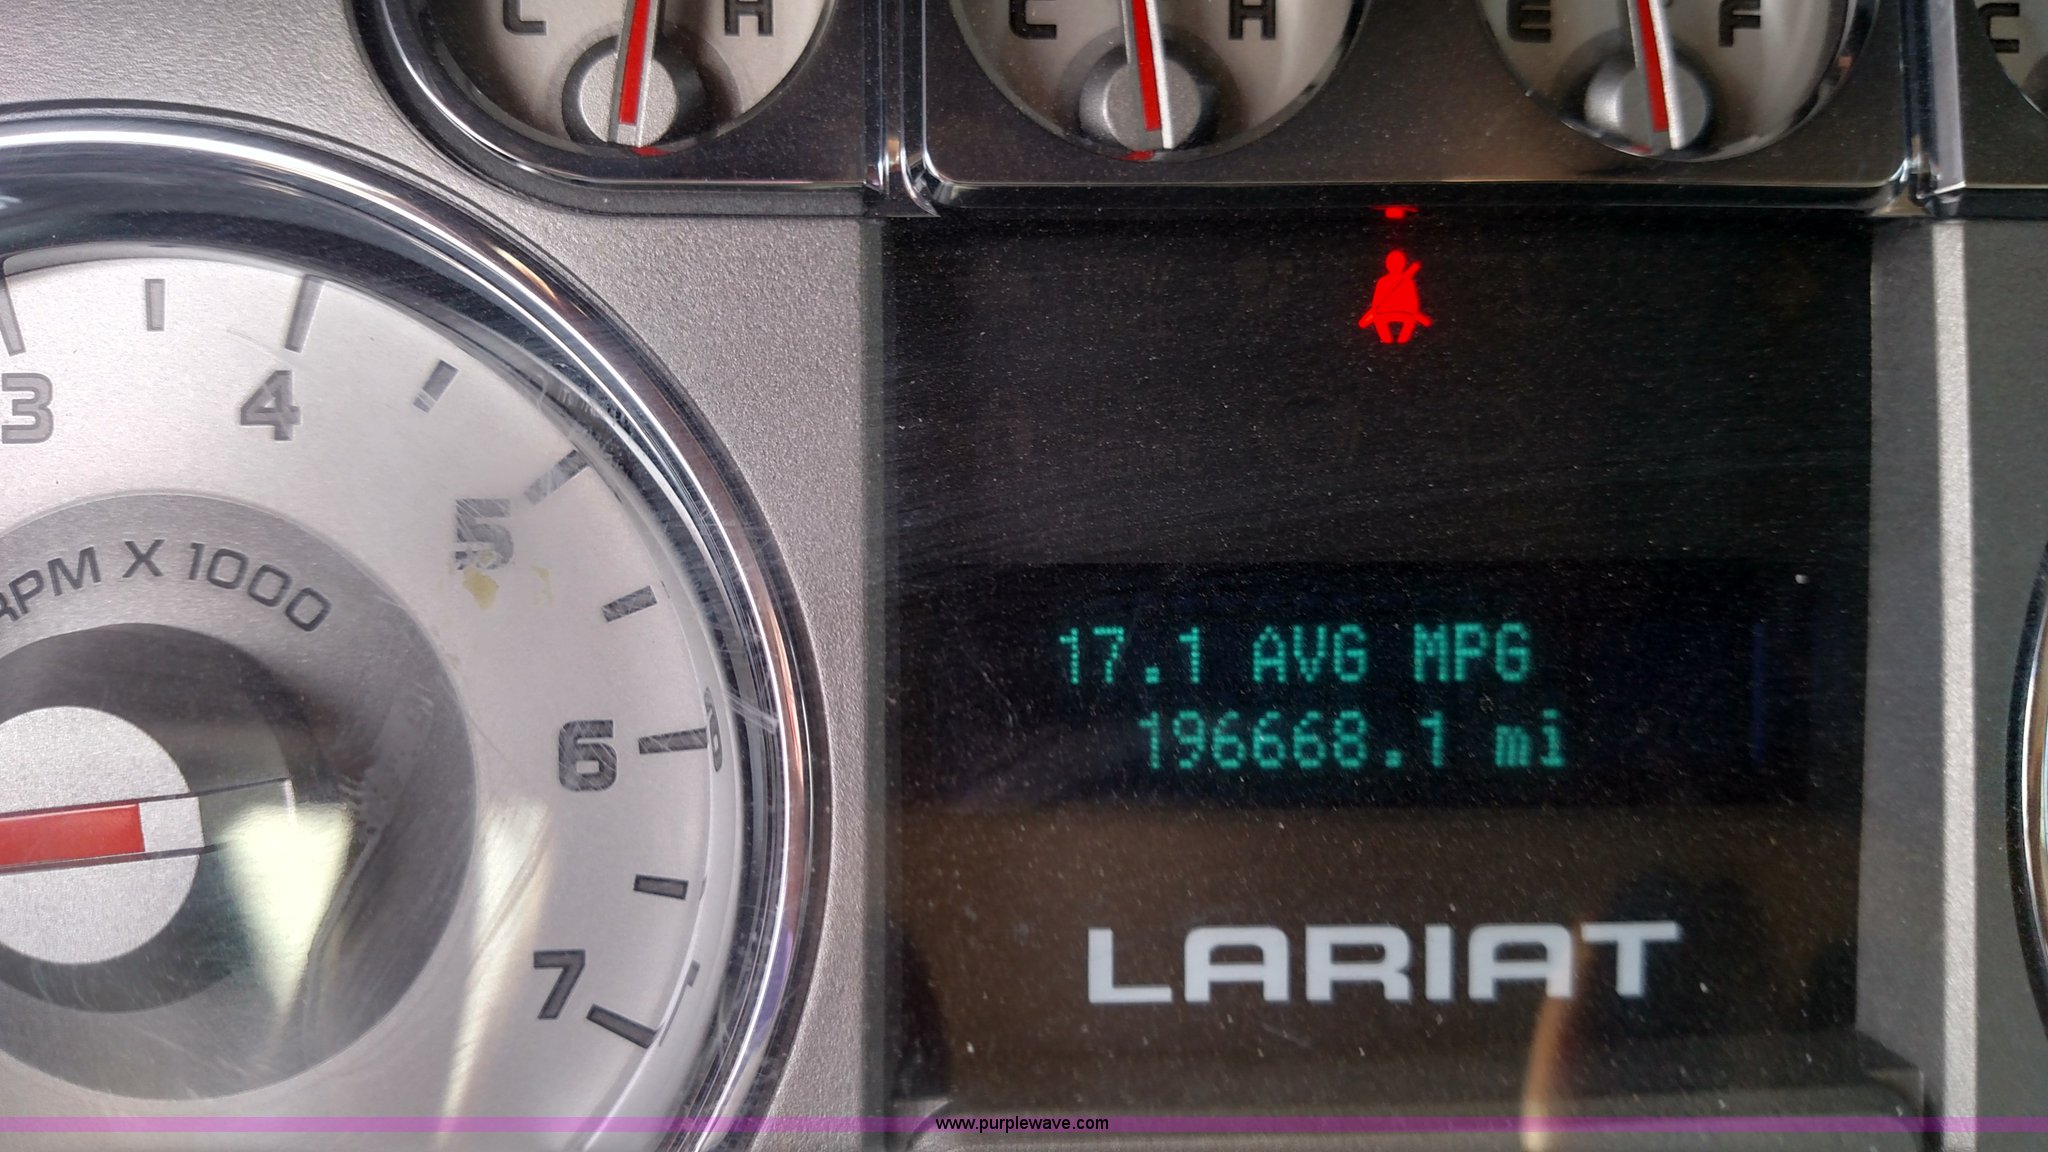 L H
C H
E F
C
3
4
5
6
7
RPM X 1000
17.1 AVG MPG
196668.1 mi
LARIAT
www.purplewave.com